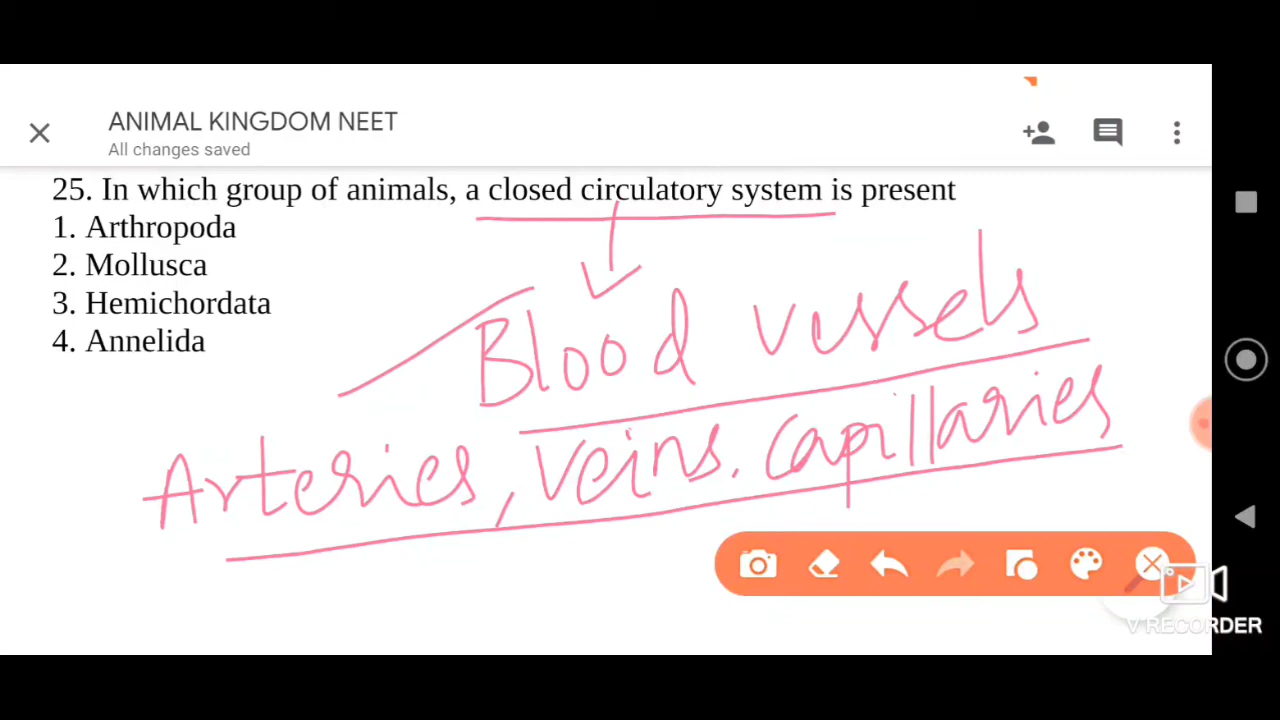 ANIMAL KINGDOM NEET
All changes saved
25. In which group of animals, a closed circulatory system is present
1. Arthropoda
2. Mollusca
3. Hemichordata
4. Annelida
Blood vessels
Arteries, veins. capillaries
V RECORDER